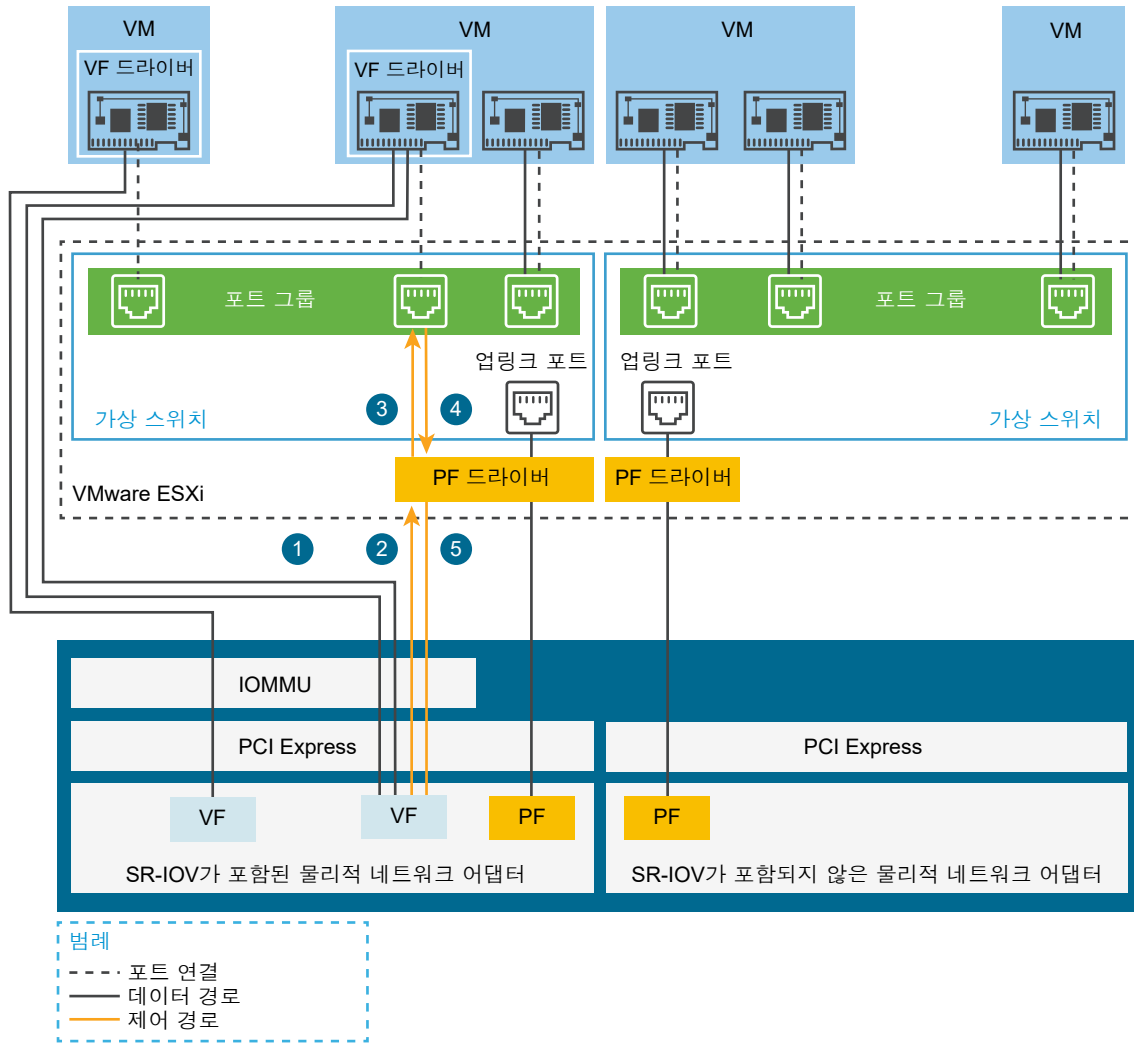 VM
VM
VM
VM
VF 드라이버
VF 드라이버
포트 그룹
포트 그룹
업링크 포트
업링크 포트
가상 스위치
3
4
가상 스위치
PF 드라이버
PF 드라이버
VMware ESXi
1
2
5
IOMMU
PCI Express
PCI Express
VF
VF
PF
PF
SR-IOV가 포함된 물리적 네트워크 어댑터
SR-IOV가 포함되지 않은 물리적 네트워크 어댑터
범례
포트 연결
데이터 경로
제어 경로